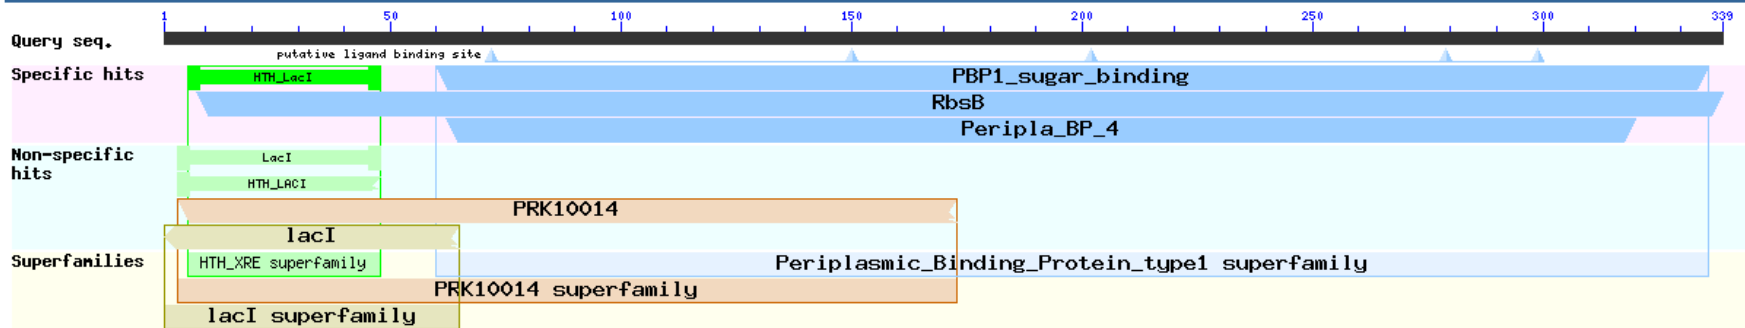 1 50 100 150 200 250 300 339
Query seq.
putative ligand binding site
Specific hits HTH_LacI PBP1_sugar_binding
RbsB
Peripla_BP_4
Non-specific hits LacI
HTH_LACI
PRK10014
lacI
Superfamilies HTH_XRE superfamily Periplasmic_Binding_Protein_type1 superfamily
PRK10014 superfamily
lacI superfamily